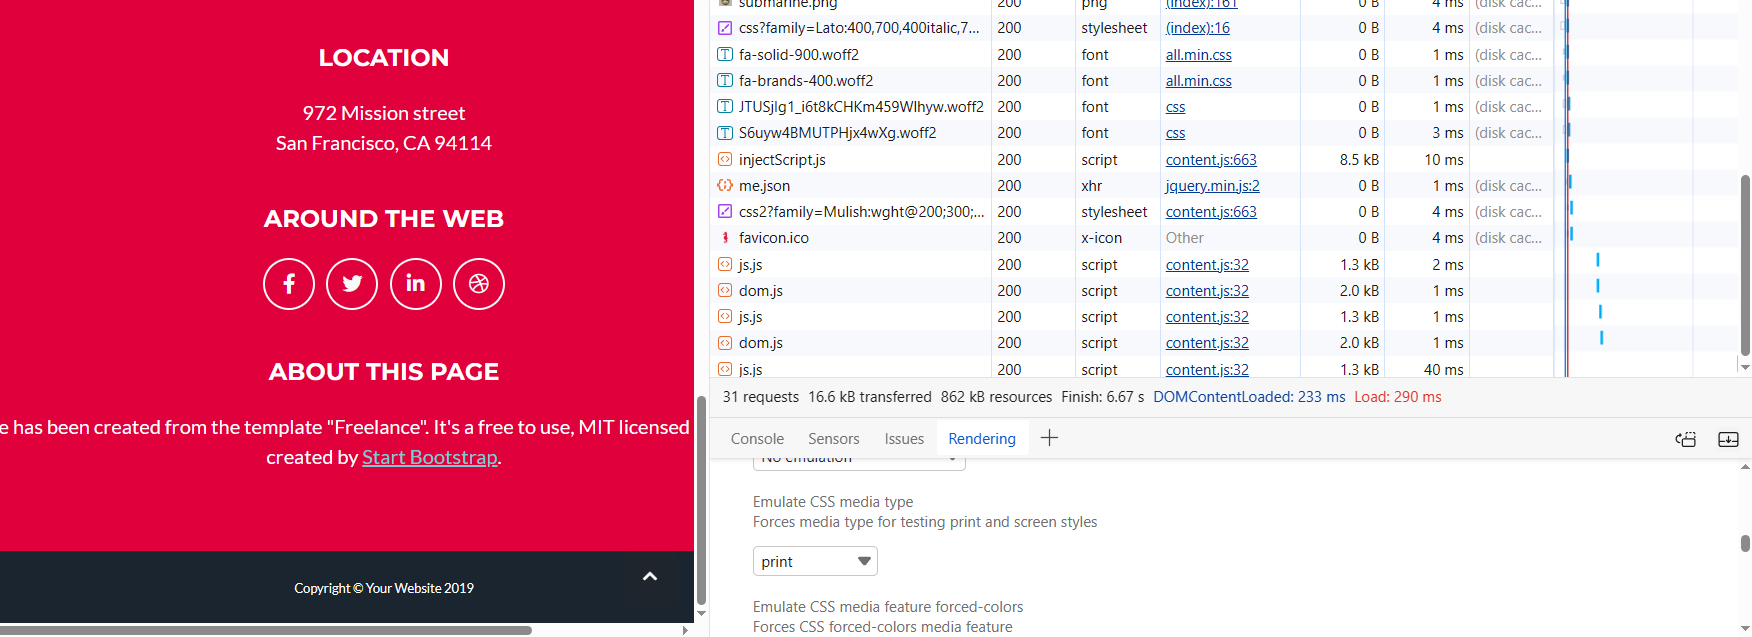 LOCATION
972 Mission street
San Francisco, CA 94114
AROUND THE WEB
ABOUT THIS PAGE
e has been created from the template "Freelance". It's a free to use, MIT licensed
created by Start Bootstrap.
Copyright © Your Website 2019
submarine.png 200 png (index):161 0 B 4 ms (disk cac...
css?family=Lato:400,700,400italic,7... 200 stylesheet (index):16 0 B 4 ms (disk cac...
fa-solid-900.woff2 200 font all.min.css 0 B 1 ms (disk cac...
fa-brands-400.woff2 200 font all.min.css 0 B 1 ms (disk cac...
JTUSjIg1_i6t8kCHKm459Wlhyw.woff2 200 font css 0 B 1 ms (disk cac...
S6uyw4BMUTPHjx4wXg.woff2 200 font css 0 B 3 ms (disk cac...
injectScript.js 200 script content.js:663 8.5 kB 10 ms
me.json 200 xhr jquery.min.js:2 0 B 1 ms (disk cac...
css2?family=Mulish:wght@200;300;... 200 stylesheet content.js:663 0 B 4 ms (disk cac...
favicon.ico 200 x-icon Other 0 B 4 ms (disk cac...
js.js 200 script content.js:32 1.3 kB 2 ms
dom.js 200 script content.js:32 2.0 kB 1 ms
js.js 200 script content.js:32 1.3 kB 1 ms
dom.js 200 script content.js:32 2.0 kB 1 ms
js.js 200 script content.js:32 1.3 kB 40 ms
31 requests 16.6 kB transferred 862 kB resources Finish: 6.67 s DOMContentLoaded: 233 ms Load: 290 ms
Console Sensors Issues Rendering
No emulation
Emulate CSS media type
Forces media type for testing print and screen styles
print
Emulate CSS media feature forced-colors
Forces CSS forced-colors media feature